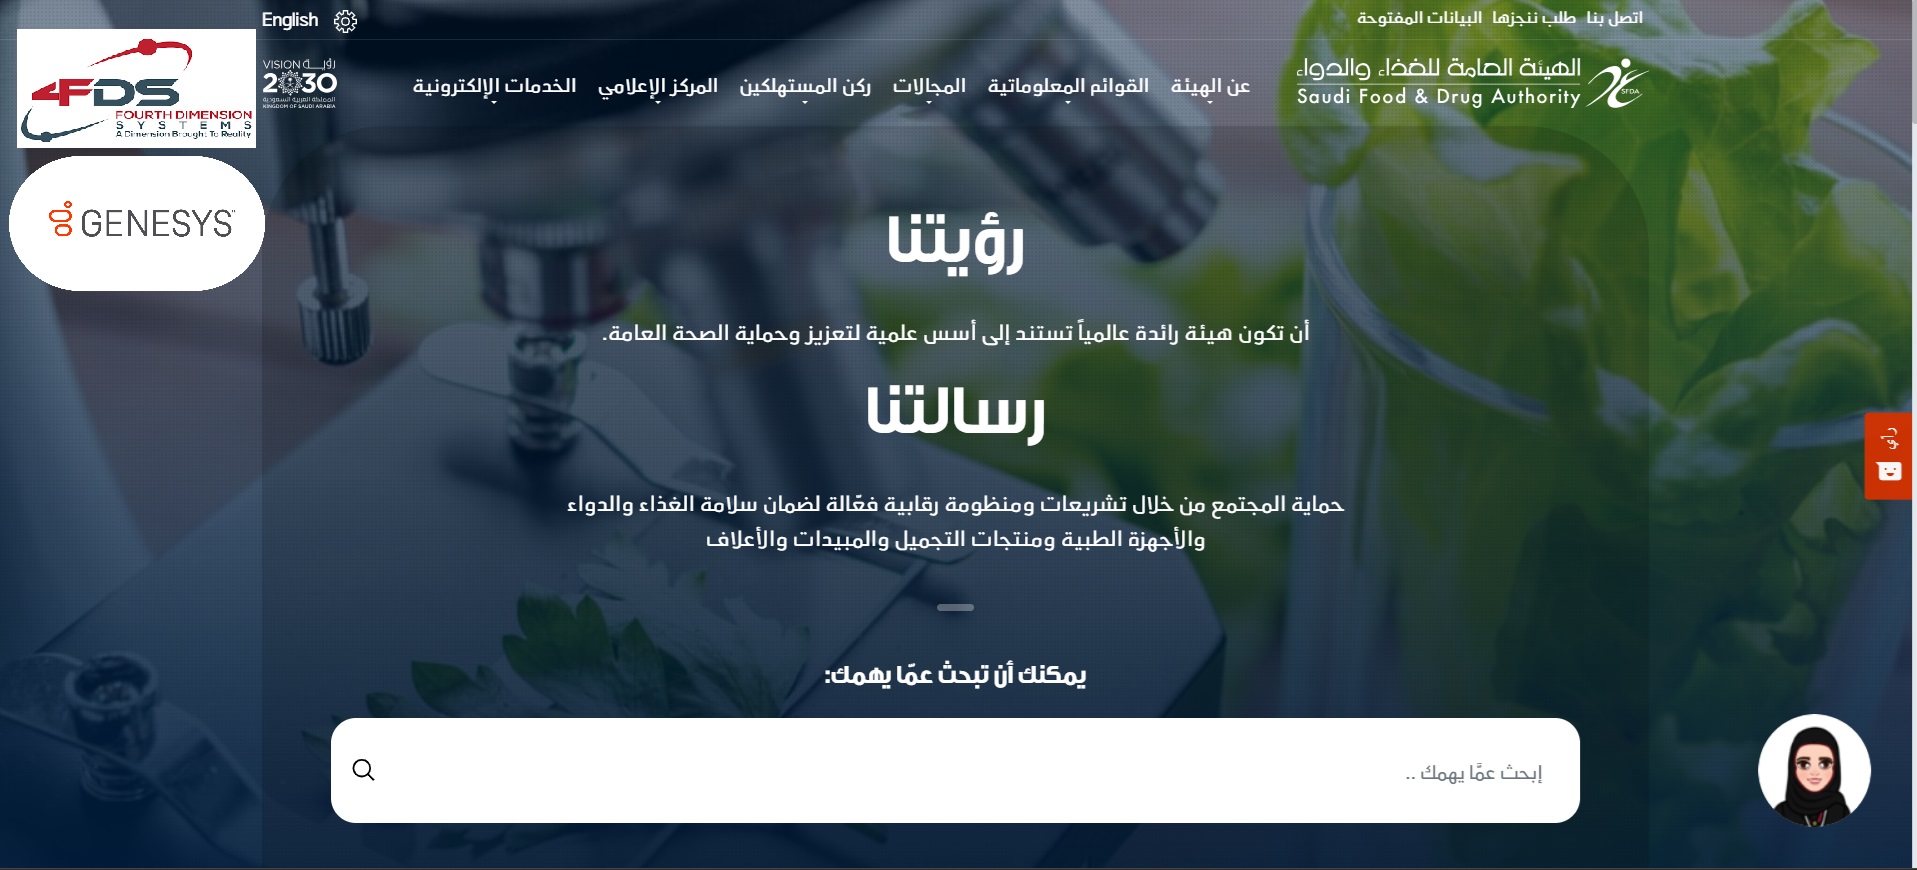 اتصل بنا طلب ننجزها البيانات المفتوحة
English
الهيئة العامة للغذاء والدواء
Saudi Food & Drug Authority
SFDA
عن الهيئة القوائم المعلوماتية المجالات ركن المستهلكين المركز الإعلامي الخدمات الإلكترونية
VISION رؤيــة
2030
المملكة العربية السعودية
KINGDOM OF SAUDI ARABIA
4FDS
FOURTH DIMENSION
SYSTEMS
A Dimension Brought To Reality
GENESYS
رؤيتنا
أن تكون هيئة رائدة عالمياً تستند إلى أسس علمية لتعزيز وحماية الصحة العامة.
رسالتنا
حماية المجتمع من خلال تشريعات ومنظومة رقابية فعّالة لضمان سلامة الغذاء والدواء
والأجهزة الطبية ومنتجات التجميل والمبيدات والأعلاف
رأي
يمكنك أن تبحث عمّا يهمك:
إبحث عمَّا يهمك ..